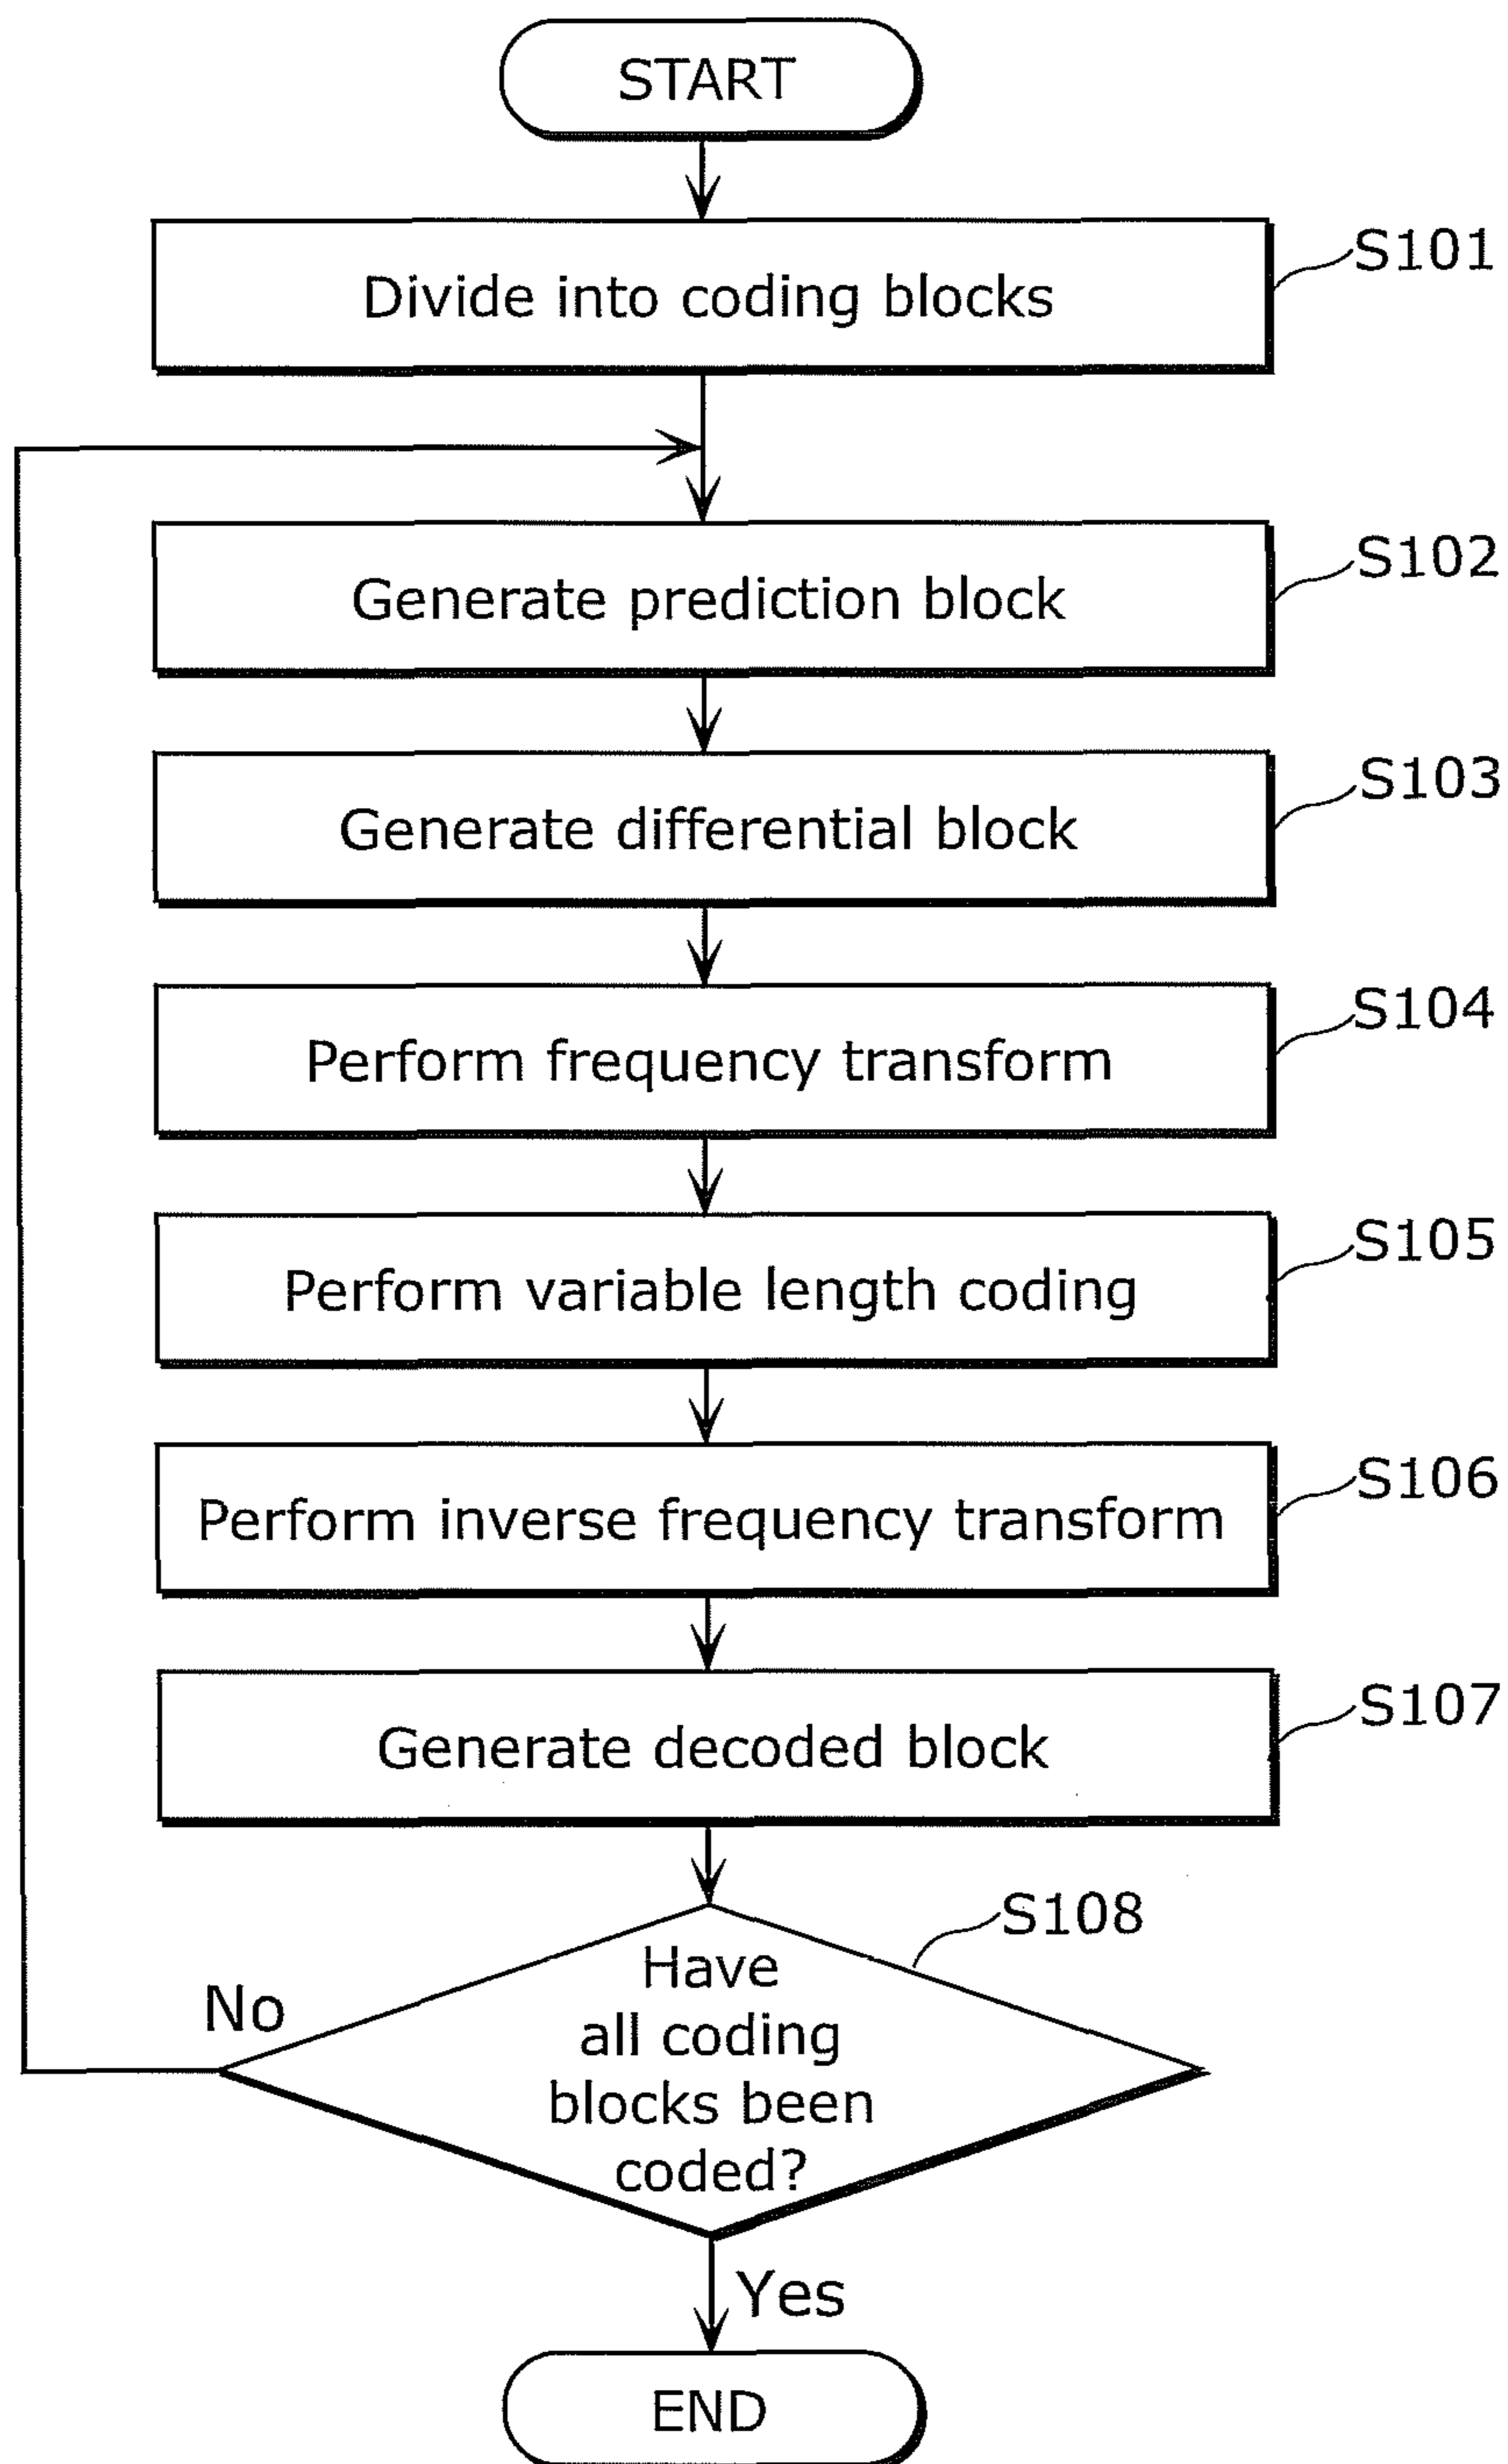 START
Divide into coding blocks
S101
Generate prediction block
S102
Generate differential block
S103
Perform frequency transform
S104
Perform variable length coding
S105
Perform inverse frequency transform
S106
Generate decoded block
S107
S108
Have
all coding
blocks been
coded?
No
Yes
END